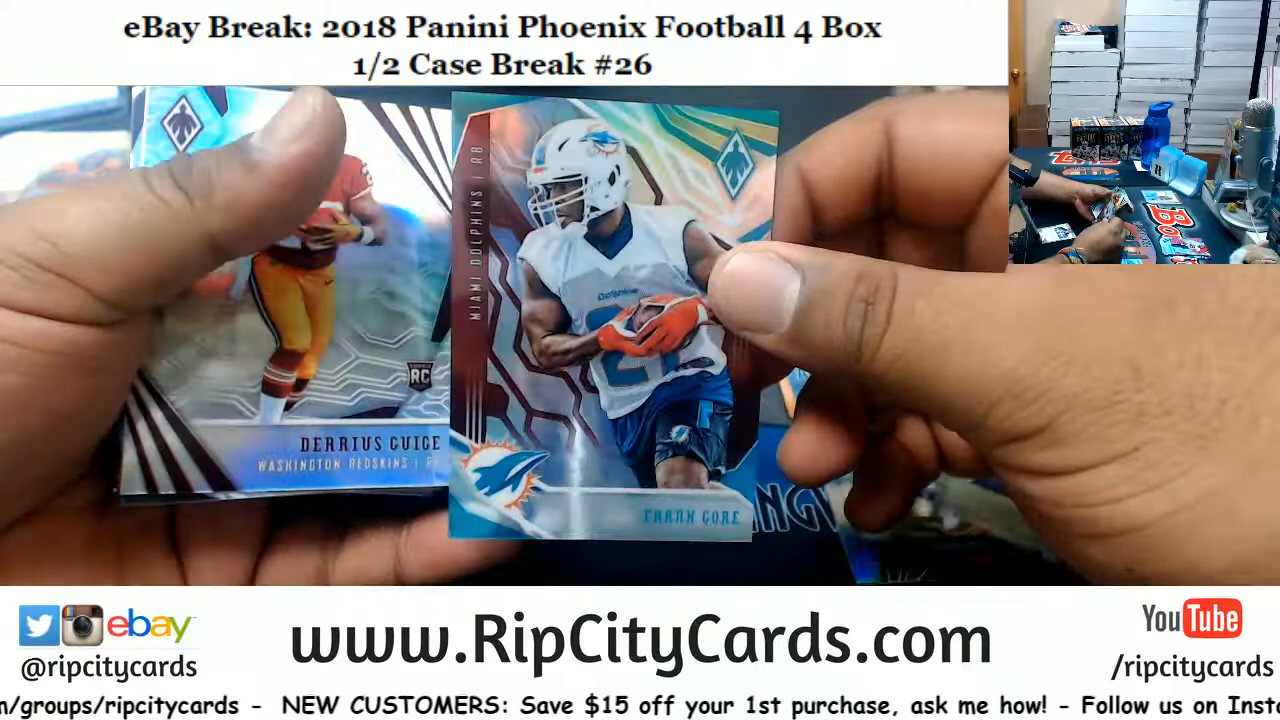 eBay Break: 2018 Panini Phoenix Football 4 Box
1/2 Case Break #26
MIAMI DOLPHINS | RB
Dolphins
21
RC
DERRIUS GUICE
WASHINGTON REDSKINS |
FRANK GORE
ebay
@ripcitycards
www.RipCityCards.com
YouTube
/ripcitycards
m/groups/ripcitycards - NEW CUSTOMERS: Save $15 off your 1st purchase, ask me how! - Follow us on Insta